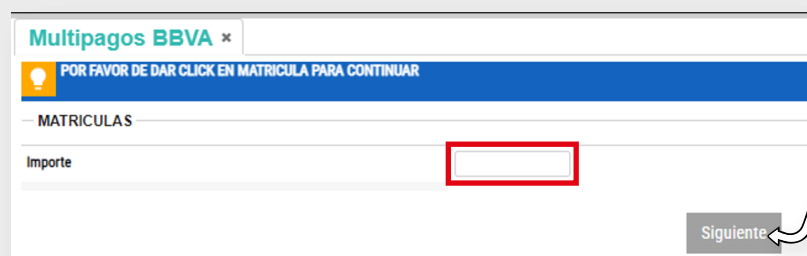 Multipagos BBVA ×
POR FAVOR DE DAR CLICK EN MATRICULA PARA CONTINUAR
MATRICULAS
Importe
Siguiente